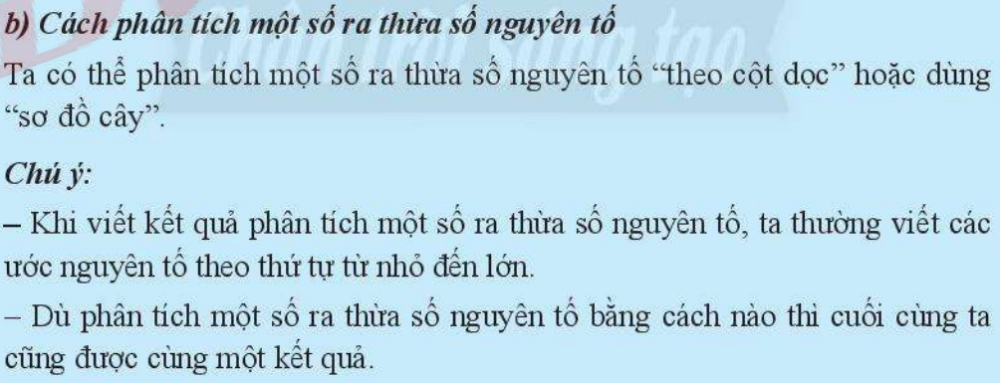 b) Cách phân tích một số ra thừa số nguyên tố
Ta có thể phân tích một số ra thừa số nguyên tố “theo cột dọc” hoặc dùng
“sơ đồ cây”.
Chú ý:
– Khi viết kết quả phân tích một số ra thừa số nguyên tố, ta thường viết các
ước nguyên tố theo thứ tự từ nhỏ đến lớn.
– Dù phân tích một số ra thừa số nguyên tố bằng cách nào thì cuối cùng ta
cũng được cùng một kết quả.